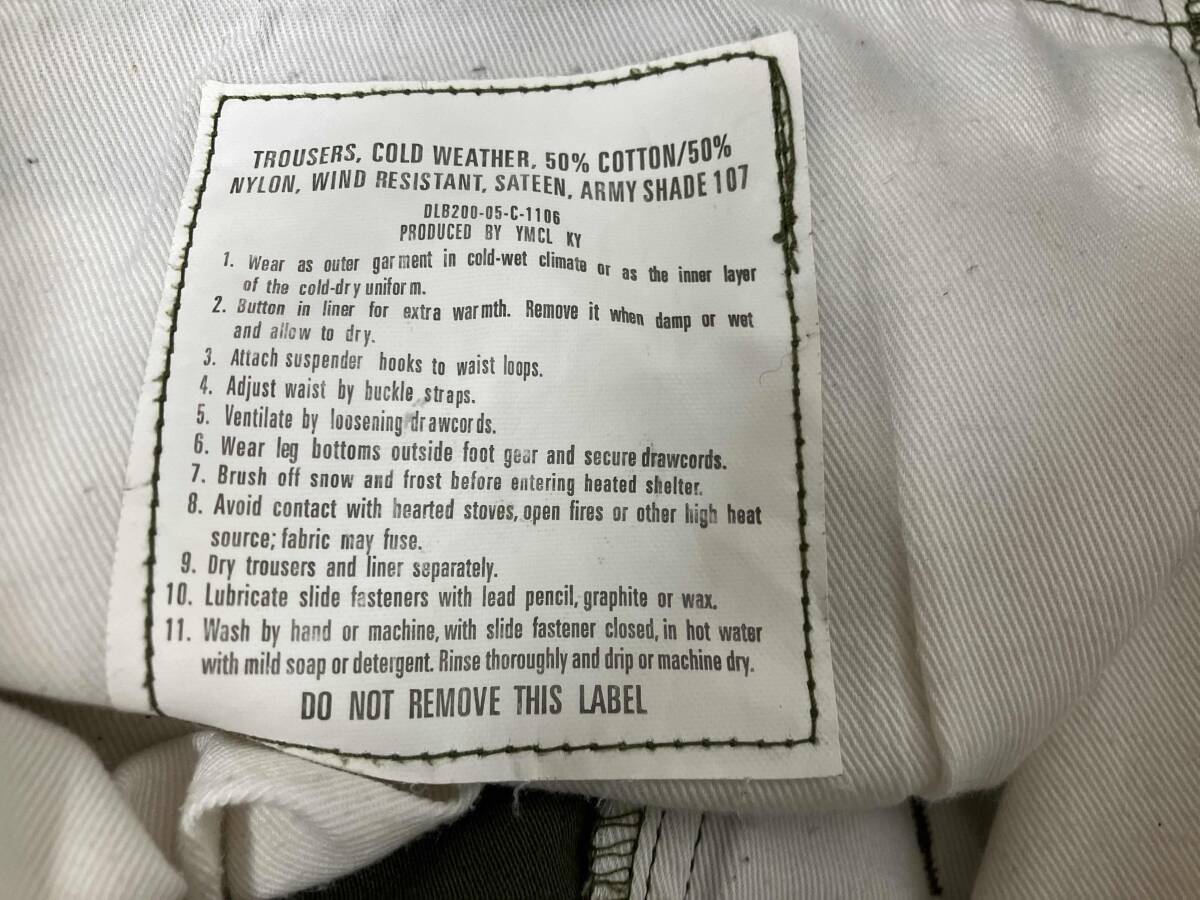 TROUSERS, COLD WEATHER, 50% COTTON/50%
NYLON, WIND RESISTANT, SATEEN, ARMY SHADE 107
DLB200-05-C-1106
PRODUCED BY YMCL KY
1. Wear as outer garment in cold-wet climate or as the inner layer
of the cold-dry uniform.
2. Button in liner for extra warmth. Remove it when damp or wet
and allow to dry.
3. Attach suspender hooks to waist loops.
4. Adjust waist by buckle straps.
5. Ventilate by loosening drawcords.
6. Wear leg bottoms outside foot gear and secure drawcords.
7. Brush off snow and frost before entering heated shelter.
8. Avoid contact with hearted stoves, open fires or other high heat
source; fabric may fuse.
9. Dry trousers and liner separately.
10. Lubricate slide fasteners with lead pencil, graphite or wax.
11. Wash by hand or machine, with slide fastener closed, in hot water
with mild soap or detergent. Rinse thoroughly and drip or machine dry.
DO NOT REMOVE THIS LABEL